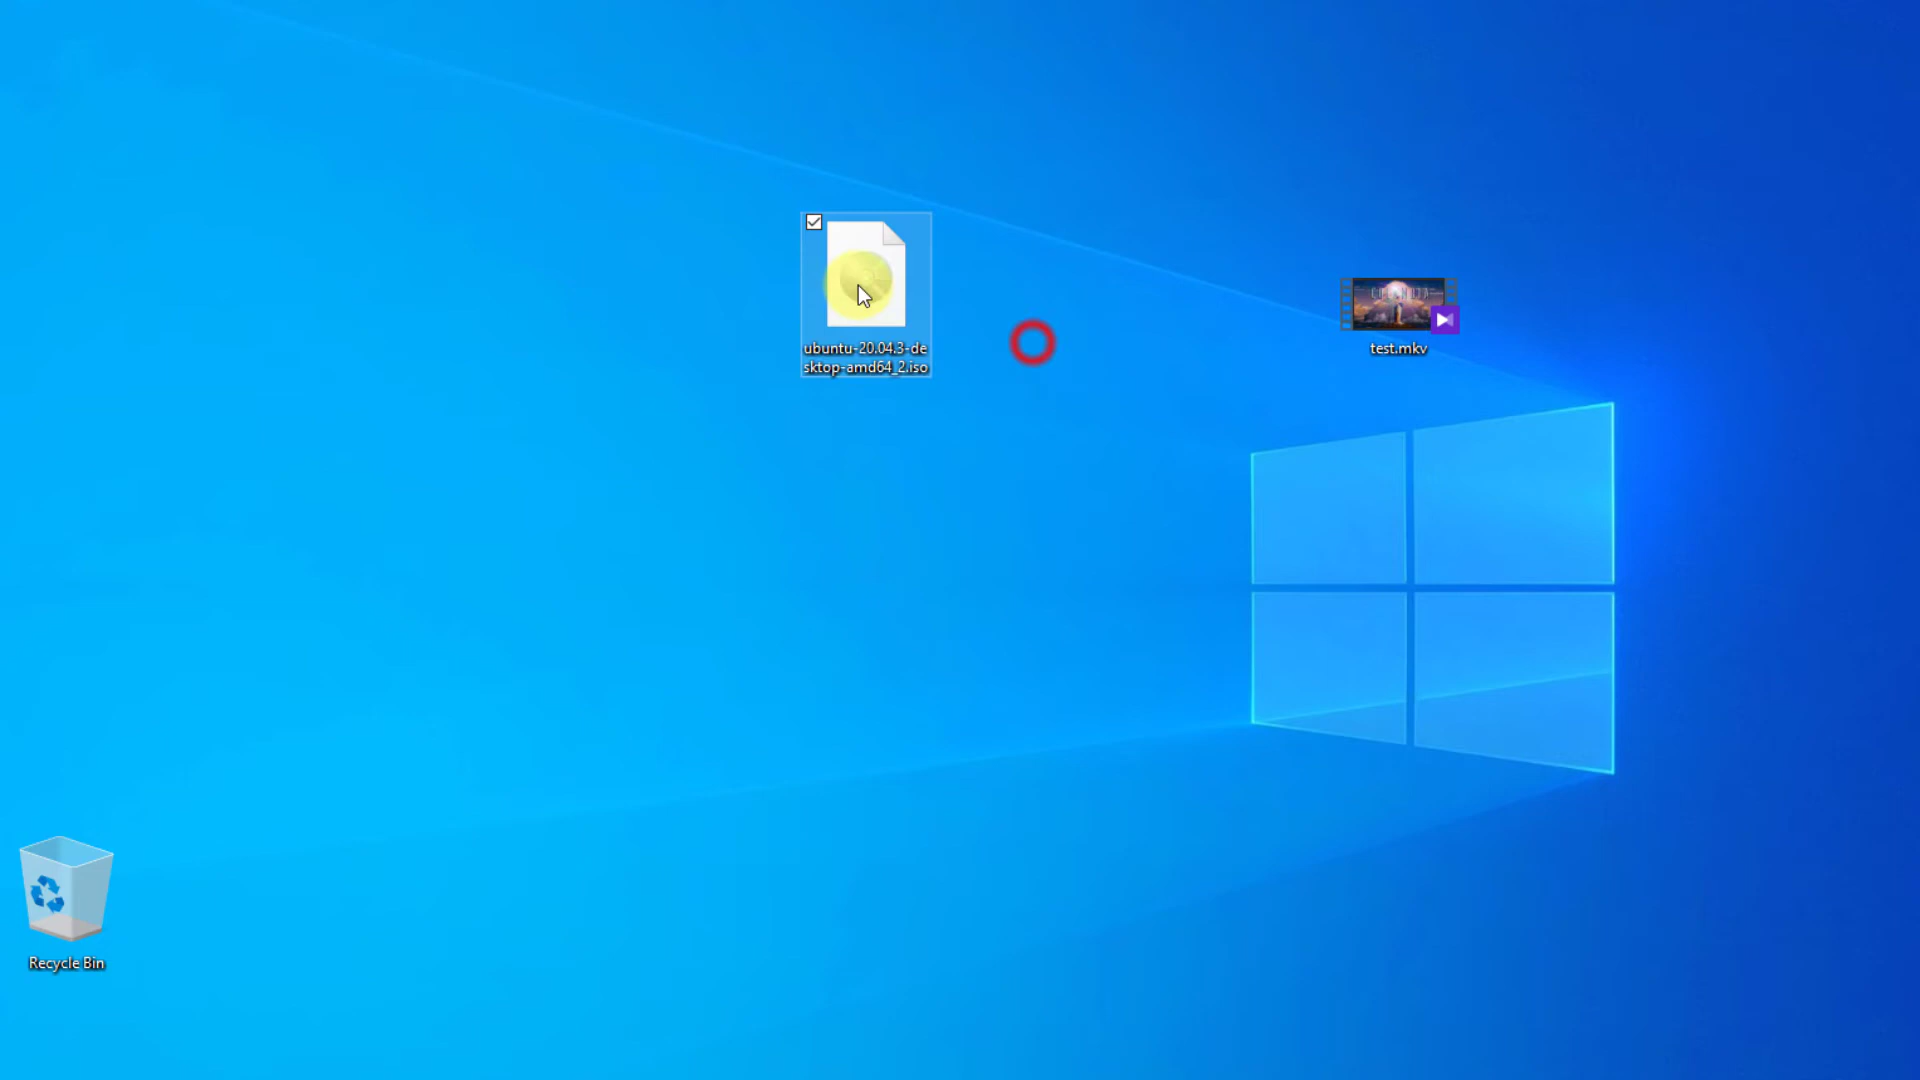 ubuntu-20.04.3-de
sktop-amd64_2.iso
test.mkv
Recycle Bin